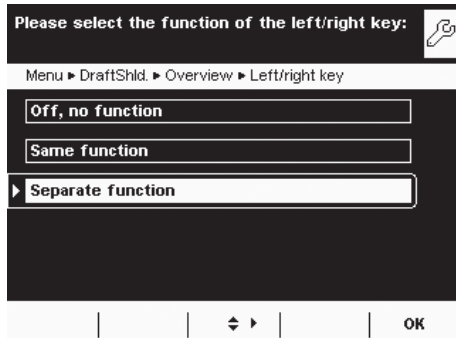 Please select the function of the left/right key:
Menu ▸ DraftShld. ▸ Overview ▸ Left/right key
Off, no function
Same function
Separate function
OK